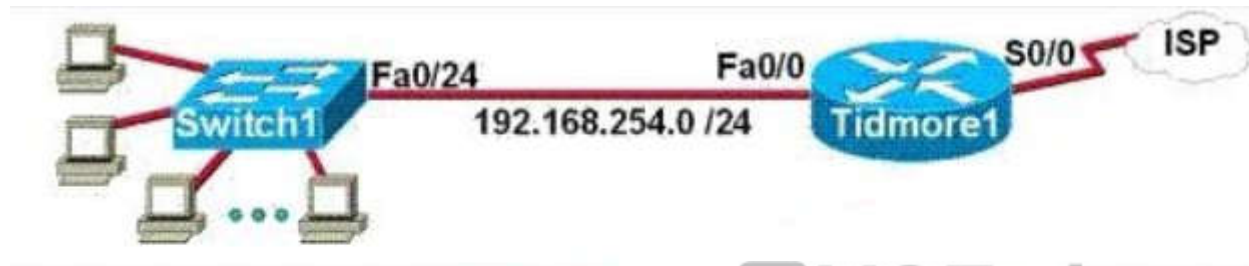 Fa0/24
Fa0/0
S0/0
ISP
Switch1
192.168.254.0 /24
Tidmore1